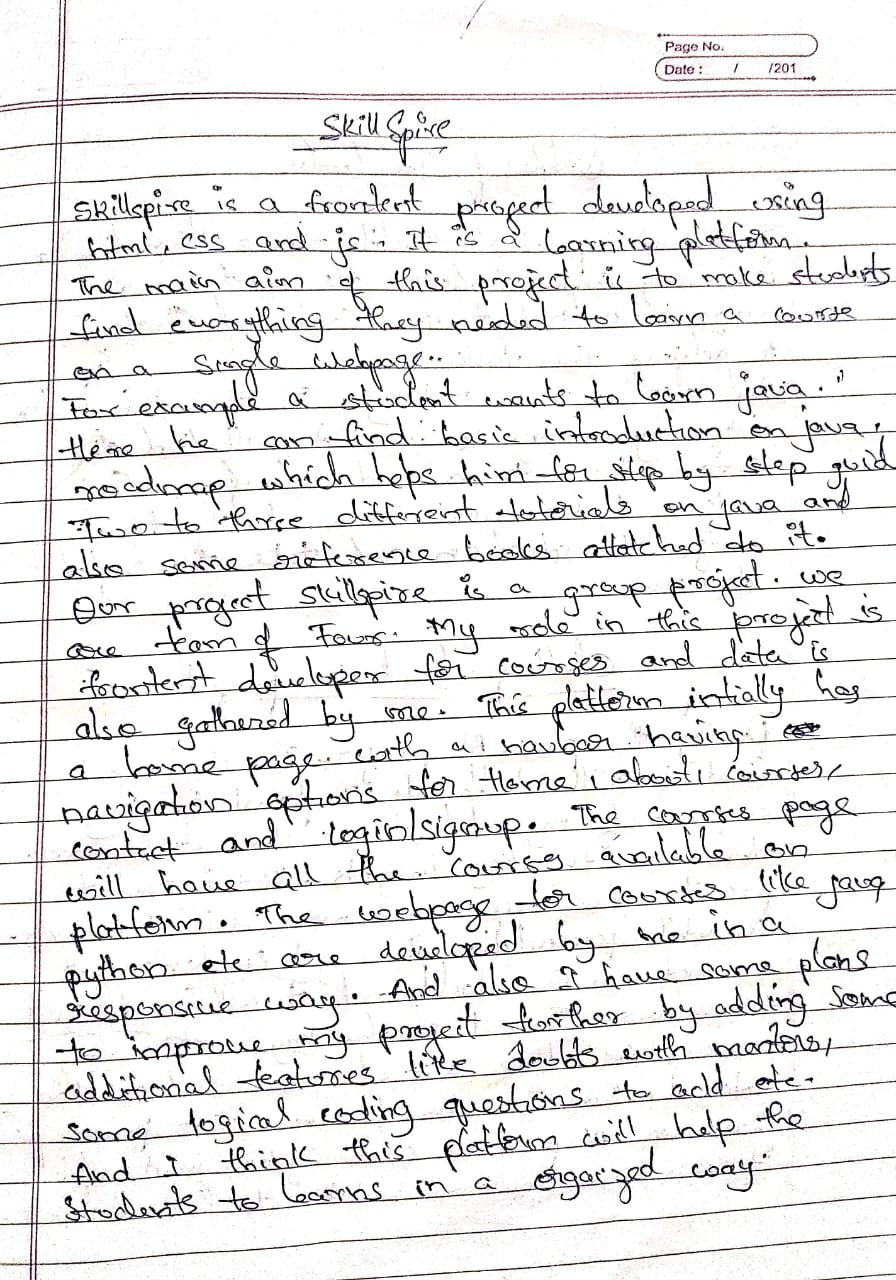 Page No.
Date : / /201
Skill Spire
Skillspire is a frontent project developed using
html, css and js. It is a learning platform.
The main aim of this project is to make students
find everything they needed to learn a course
on a Single Webpage..
For example a student wants to learn java.
Here he can find basic introduction on java,
roadmap which helps him for step by step guid
Two to three different tutorials on java and
also some reference books attatched do it.
Our project skillspire is a group project. we
are team of Four. My role in this project is
frontent developer for courses and data is
also gathered by me. This platform intially has
a home page with a navbar having
navigation options for Home, about, courses,
contact and login/signup. The courses page
will have all the courses available on
platform. The webpage for courses like java
python etc are developed by me in a
responsive way. And also I have some plans
to improve my project further by adding some
additional features like doubts with mentors,
some logical coding questions to add etc.
And I think this platform will help the
Students to learns in a orgaized way.